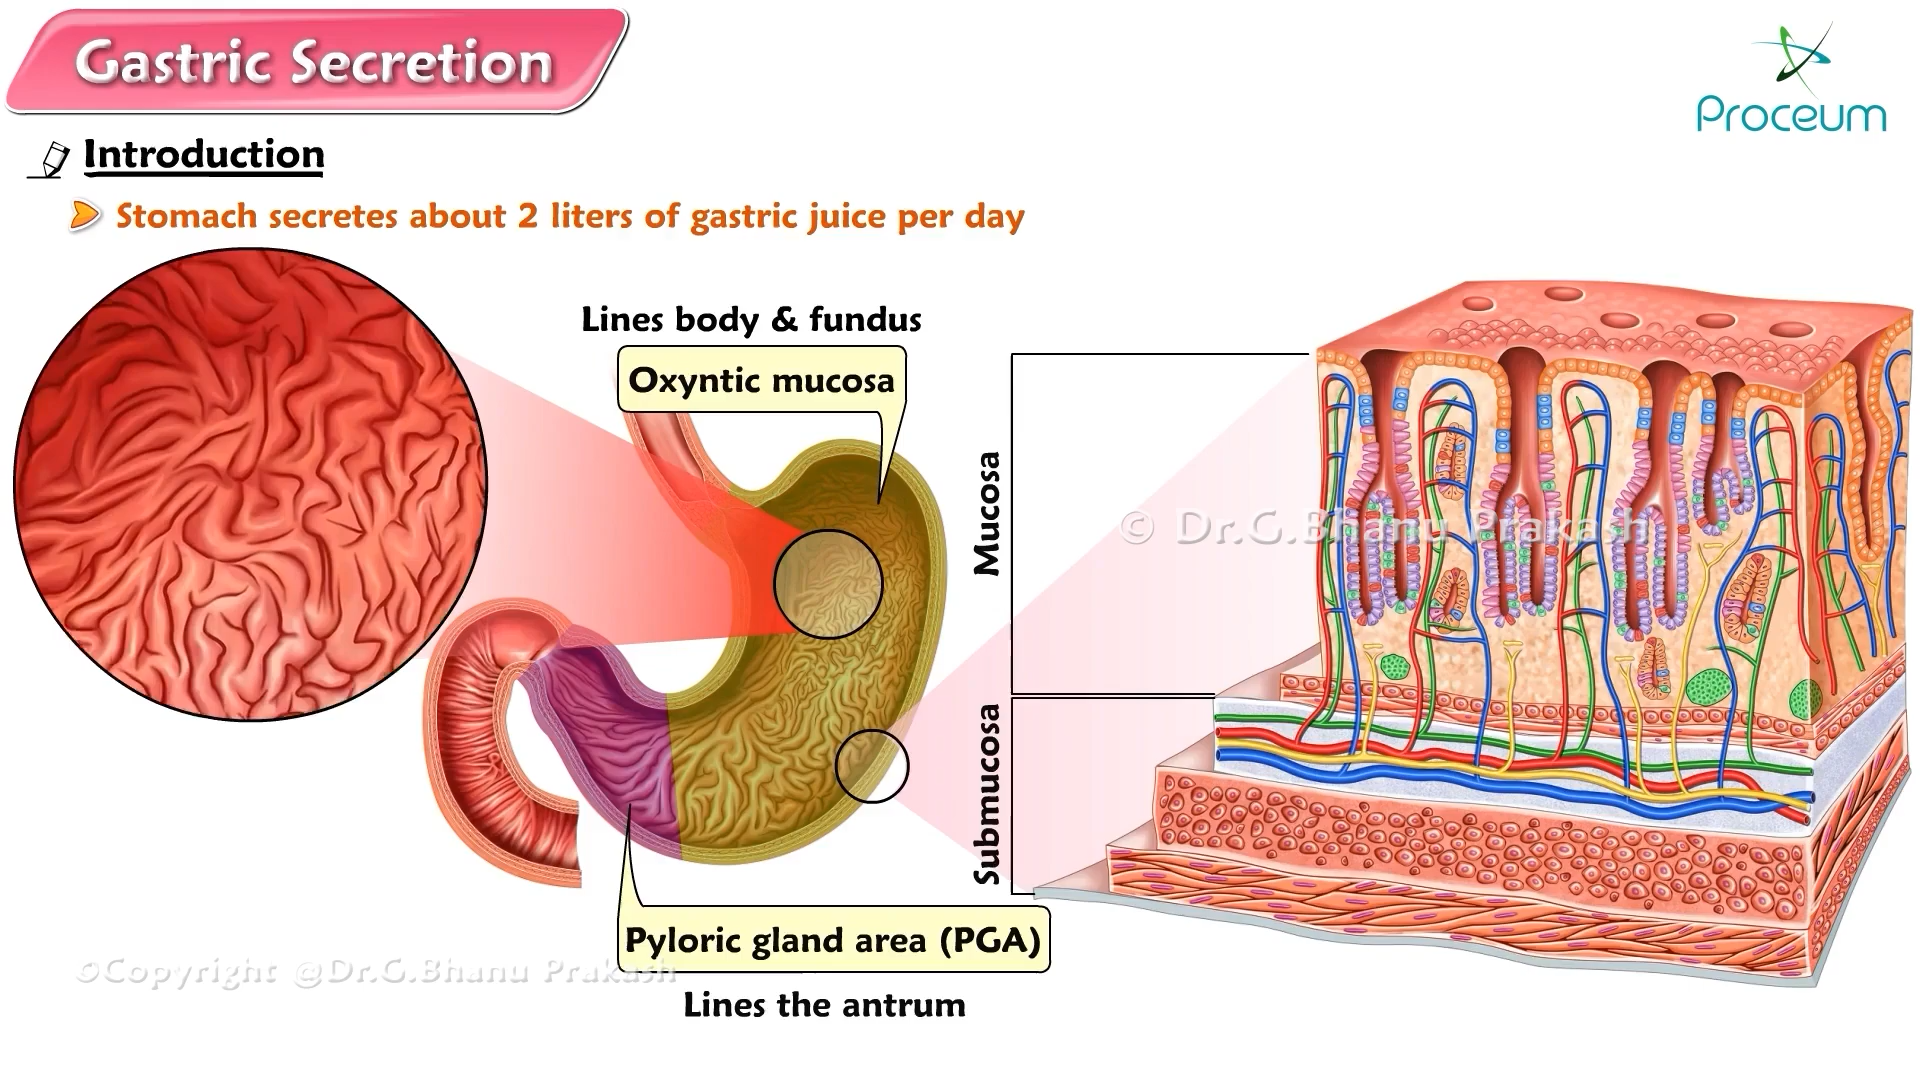 Gastric Secretion
Proceum
Introduction
Stomach secretes about 2 liters of gastric juice per day
Lines body & fundus
Oxyntic mucosa
Mucosa
© Dr.G.Bhanu Prakash
Submucosa
Pyloric gland area (PGA)
©Copyright @Dr.G.Bhanu Prakash
Lines the antrum